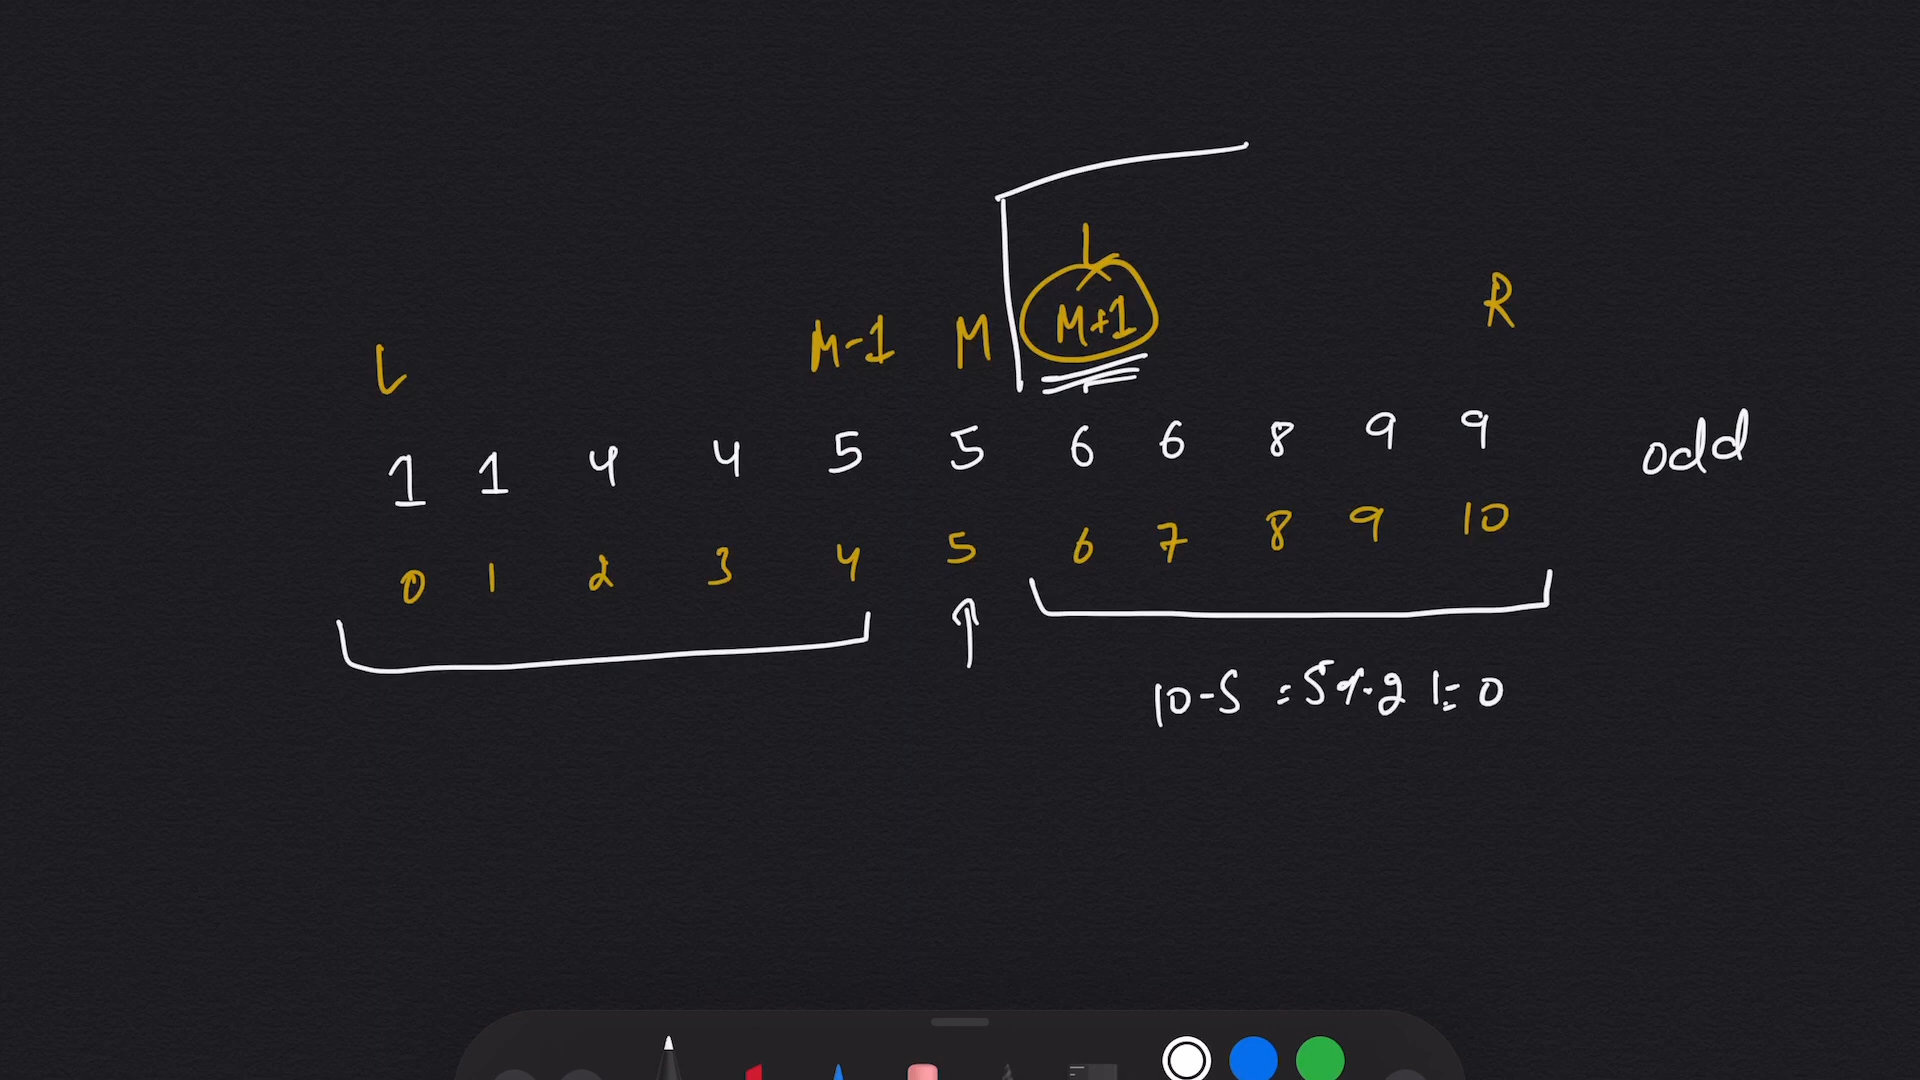 L
M+1
R
L M-1 M
1 1 4 4 5 5 6 6 8 9 9 odd
0 1 2 3 4 5 6 7 8 9 10
10-5 = 5 % 2 != 0